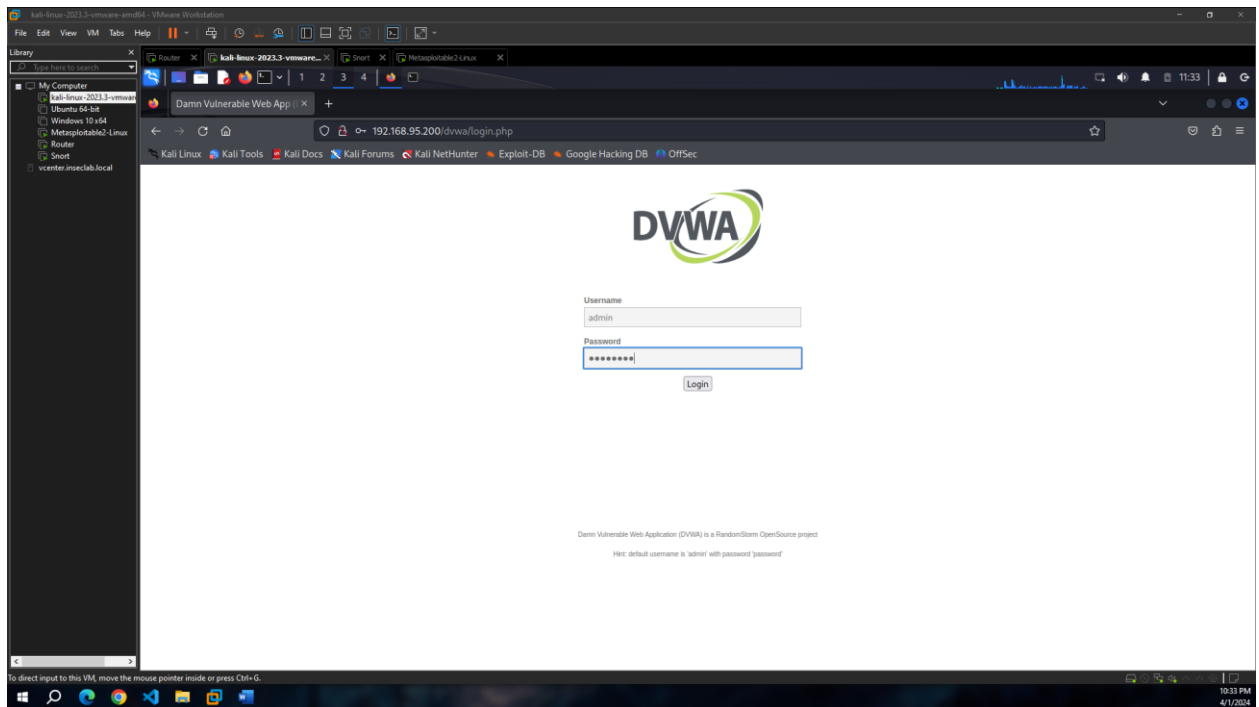 kali-linux-2023.3-vmware-amd64 - VMware Workstation
File Edit View VM Tabs Help
Library
Type here to search
My Computer
kali-linux-2023.3-vmwar
Ubuntu 64-bit
Windows 10 x64
Metasploitable2-Linux
Router
Snort
vcenter.inseclab.local
Router kali-linux-2023.3-vmware... Snort Metasploitable2-Linux
1 2 3 4 11:33
Damn Vulnerable Web App (
192.168.95.200/dvwa/login.php
Kali Linux Kali Tools Kali Docs Kali Forums Kali NetHunter Exploit-DB Google Hacking DB OffSec
DVWA
Username
admin
Password
Login
Damn Vulnerable Web Application (DVWA) is a RandomStorm OpenSource project
Hint: default username is 'admin' with password 'password'
To direct input to this VM, move the mouse pointer inside or press Ctrl+G.
10:33 PM
4/1/2024